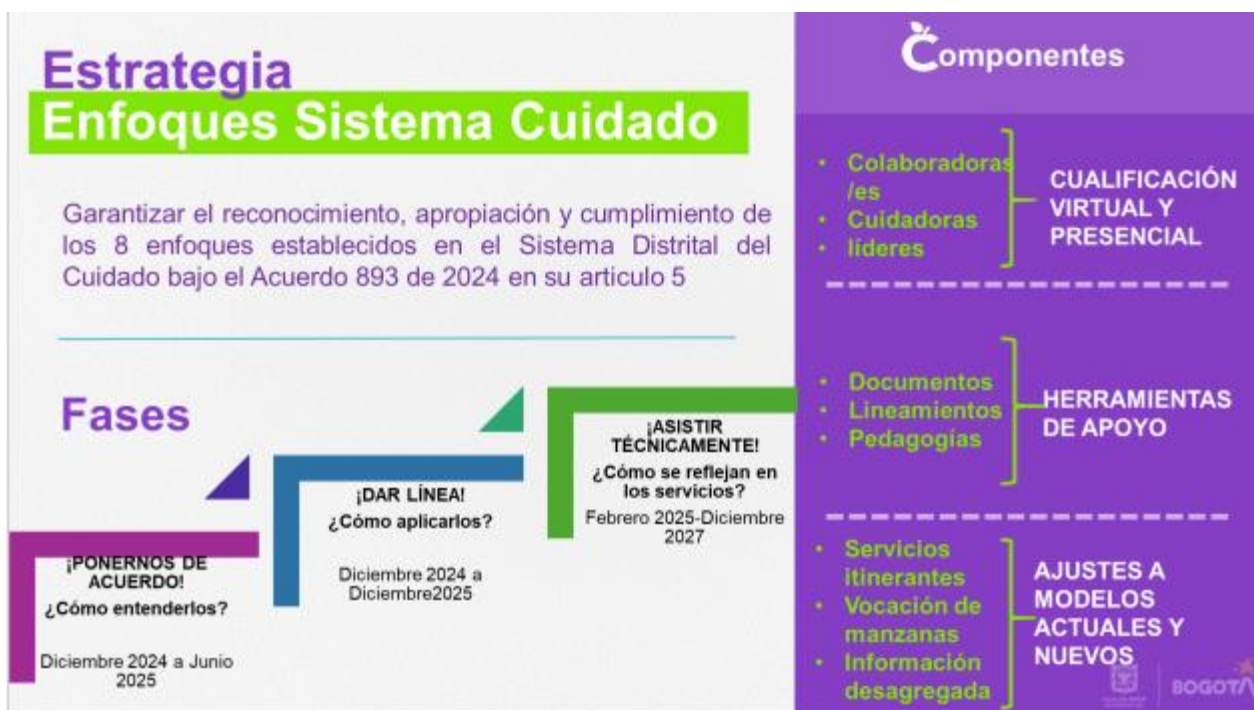 Estrategia
Enfoques Sistema Cuidado
Garantizar el reconocimiento, apropiación y cumplimiento de
los 8 enfoques establecidos en el Sistema Distrital del
Cuidado bajo el Acuerdo 893 de 2024 en su articulo 5
Fases
¡PONERNOS DE
ACUERDO!
¿Cómo entenderlos?
Diciembre 2024 a Junio
2025
¡DAR LÍNEA!
¿Cómo aplicarlos?
Diciembre 2024 a
Diciembre2025
¡ASISTIR
TÉCNICAMENTE!
¿Cómo se reflejan en
los servicios?
Febrero 2025-Diciembre
2027
Componentes
• Colaboradoras
/es
• Cuidadoras
• líderes
CUALIFICACIÓN
VIRTUAL Y
PRESENCIAL
• Documentos
• Lineamientos
• Pedagogías
HERRAMIENTAS
DE APOYO
• Servicios
itinerantes
• Vocación de
manzanas
• Información
desagregada
AJUSTES A
MODELOS
ACTUALES Y
NUEVOS
BOGOTÁ